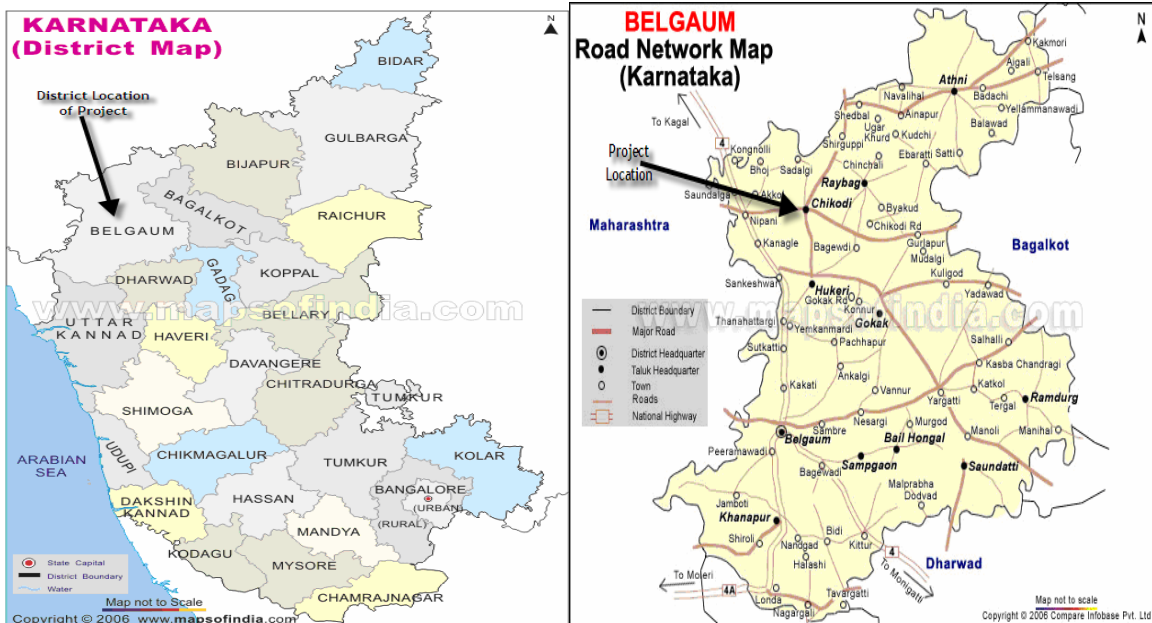 KARNATAKA
(District Map)
N
District Location
of Project
BIDAR
GULBARGA
BIJAPUR
BAGALKOT
RAICHUR
BELGAUM
GADAG
KOPPAL
DHARWAD
www.mapsofindia.com
BELLARY
UTTAR
KANNAD
HAVERI
DAVANGERE
CHITRADURGA
TUMKUR
SHIMOGA
UDUPI
ARABIAN
SEA
CHIKMAGALUR
TUMKUR
KOLAR
BANGALORE
(URBAN)
(RURAL)
HASSAN
DAKSHIN
KANNAD
MANDYA
KODAGU
MYSORE
CHAMRAJNAGAR
State Capital
District Boundary
Water
Map not to Scale
Copyright © 2006 www.mapsofindia.com
BELGAUM
Road Network Map
(Karnataka)
N
Kakmori
Aigali
Telsang
Athni
Navalihal
Badachi
Yellammanawadi
Shedbal
Ainapur
Ugar
Khurd
Kudchi
Balawad
To Kagal
4
Shirguppi
Kongnolli
Bhoj
Sadalgi
Chinchali
Ebaratti
Satti
Project
Location
Raybag
Saundalga
Akkol
Chikodi
Byakud
Nipani
Chikodi Rd
Maharashtra
Kanagle
Bagewdi
Gurlapur
Mudalgi
Bagalkot
Sankeshwar
Hukeri
Kuligod
Yadawad
Gokak Rd
Konnur
www.mapsofindia.com
Gokak
District Boundary
Major Road
District Headquarter
Taluk Headquarter
Town
Roads
National Highway
Thanahattargi
Yemkanmardi
Sutkatti
Pachhapur
Salhalli
Ankalgi
Kasba Chandragi
Kakati
Vannur
Katkol
Yargatti
Tergal
Ramdurg
Nesargi
Sambre
Murgod
Manoli
Manihal
Belgaum
Bail Hongal
Peeramawadi
Bagewadi
Sampgaon
Saundatti
Malprabha
Dodvad
Jamboti
Khanapur
Shiroli
Nandgad
Bidi
Kittur
Halashi
4
Dharwad
To Moleri
4A
To Monigatti
Londa
Nagargali
Tavargatti
Map not to scale
Copyright © 2006 Compare Infobase Pvt. Ltd